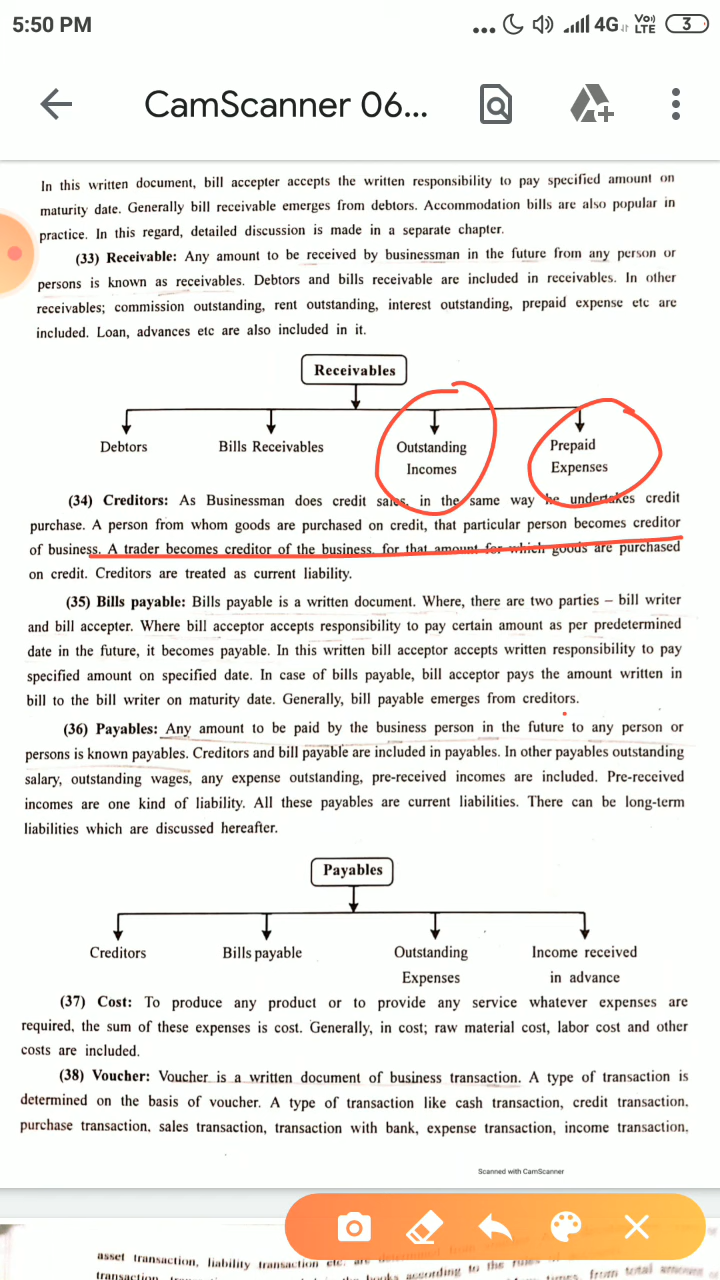 5:50 PM
4G
Vo))
LTE
3
CamScanner 06...
In this written document, bill accepter accepts the written responsibility to pay specified amount on
maturity date. Generally bill receivable emerges from debtors. Accommodation bills are also popular in
practice. In this regard, detailed discussion is made in a separate chapter.
(33) Receivable: Any amount to be received by businessman in the future from any person or
persons is known as receivables. Debtors and bills receivable are included in receivables. In other
receivables; commission outstanding, rent outstanding, interest outstanding, prepaid expense etc are
included. Loan, advances etc are also included in it.
Receivables
Debtors
Bills Receivables
Outstanding
Incomes
Prepaid
Expenses
(34) Creditors: As Businessman does credit sales, in the same way he undertakes credit
purchase. A person from whom goods are purchased on credit, that particular person becomes creditor
of business. A trader becomes creditor of the business, for that amount for which goods are purchased
on credit. Creditors are treated as current liability.
(35) Bills payable: Bills payable is a written document. Where, there are two parties – bill writer
and bill accepter. Where bill acceptor accepts responsibility to pay certain amount as per predetermined
date in the future, it becomes payable. In this written bill acceptor accepts written responsibility to pay
specified amount on specified date. In case of bills payable, bill acceptor pays the amount written in
bill to the bill writer on maturity date. Generally, bill payable emerges from creditors.
(36) Payables: Any amount to be paid by the business person in the future to any person or
persons is known payables. Creditors and bill payable are included in payables. In other payables outstanding
salary, outstanding wages, any expense outstanding, pre-received incomes are included. Pre-received
incomes are one kind of liability. All these payables are current liabilities. There can be long-term
liabilities which are discussed hereafter.
Payables
Creditors
Bills payable
Outstanding
Expenses
Income received
in advance
(37) Cost: To produce any product or to provide any service whatever expenses are
required, the sum of these expenses is cost. Generally, in cost; raw material cost, labor cost and other
costs are included.
(38) Voucher: Voucher is a written document of business transaction. A type of transaction is
determined on the basis of voucher. A type of transaction like cash transaction, credit transaction,
purchase transaction, sales transaction, transaction with bank, expense transaction, income transaction,
Scanned with CamScanner
asset transaction, liability transaction etc. are
transaction books according to the